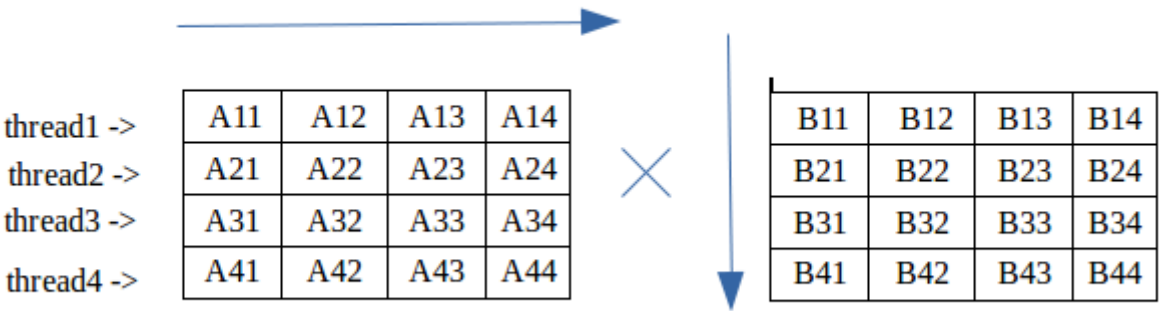 thread1 -> A11 A12 A13 A14 B11 B12 B13 B14
thread2 -> A21 A22 A23 A24 B21 B22 B23 B24
thread3 -> A31 A32 A33 A34 B31 B32 B33 B34
thread4 -> A41 A42 A43 A44 B41 B42 B43 B44